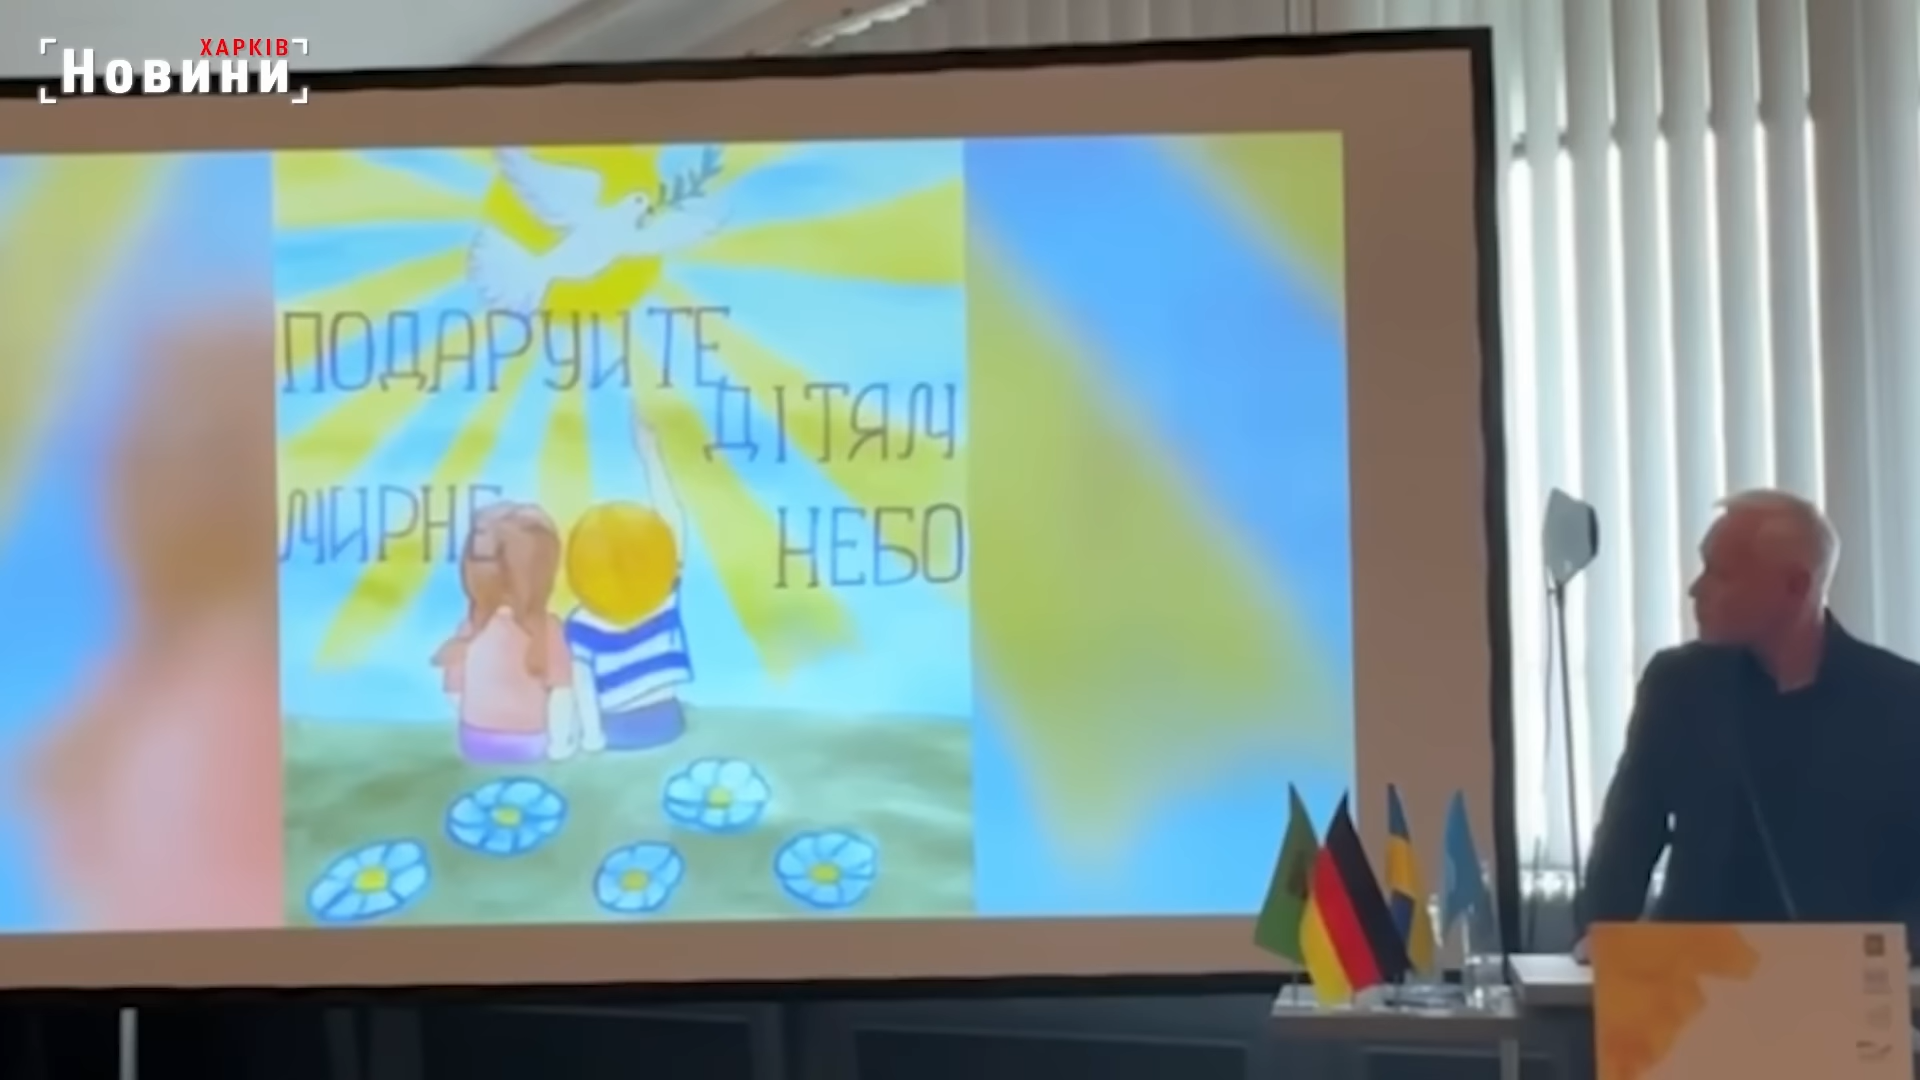 ХАРКІВ
Новини
ПОДАРУЙТЕ
ДІТЯМ
МИРНЕ
НЕБО